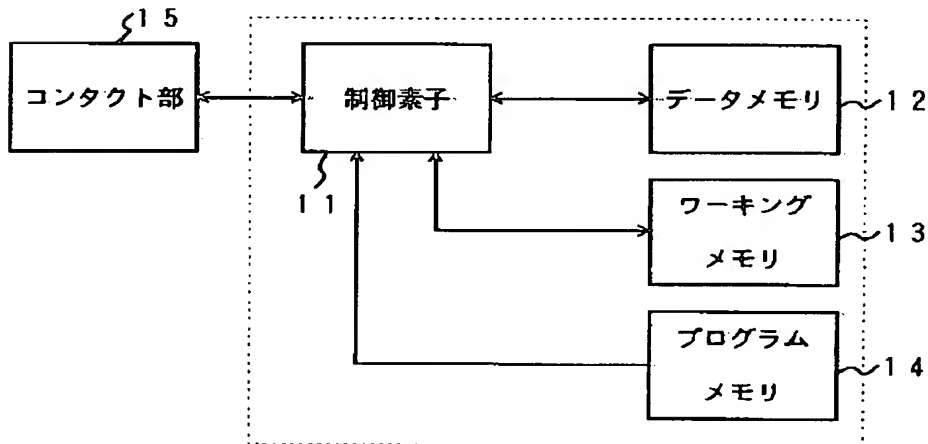 １５
コンタクト部
制御素子
データメモリ
１２
１１
ワーキング
メモリ
１３
プログラム
メモリ
１４